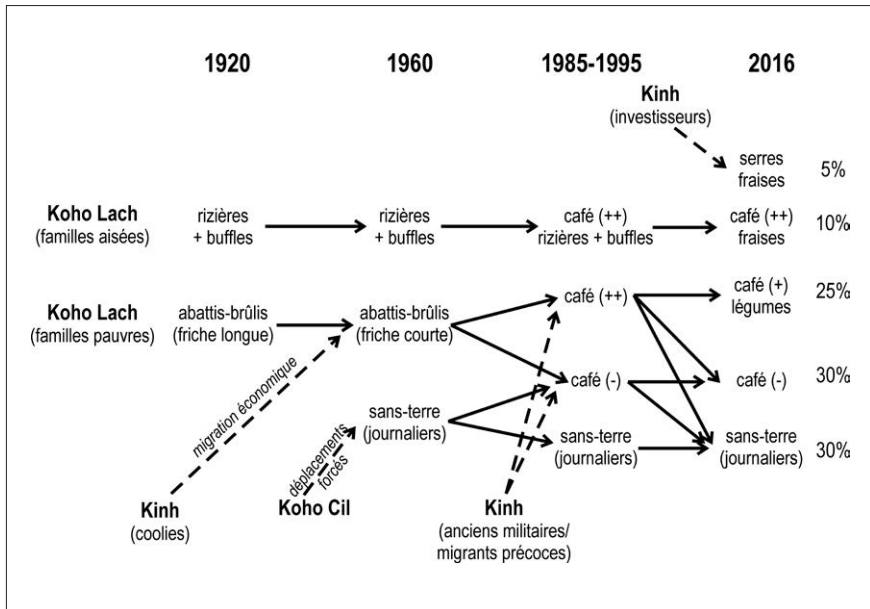 1920 1960 1985-1995 2016
Kinh
(investisseurs)
serres
fraises
5%
Koho Lach
(familles aisées)
rizières
+ buffles
rizières
+ buffles
café (++)
rizières + buffles
café (++)
fraises
10%
Koho Lach
(familles pauvres)
abattis-brûlis
(friche longue)
abattis-brûlis
(friche courte)
café (++)
café (+)
légumes
25%
migration économique
café (-)
café (-)
30%
sans-terre
(journaliers)
sans-terre
(journaliers)
sans-terre
(journaliers)
30%
déplacements
forcés
Kinh
(coolies)
Koho Cil
Kinh
(anciens militaires/
migrants précoces)